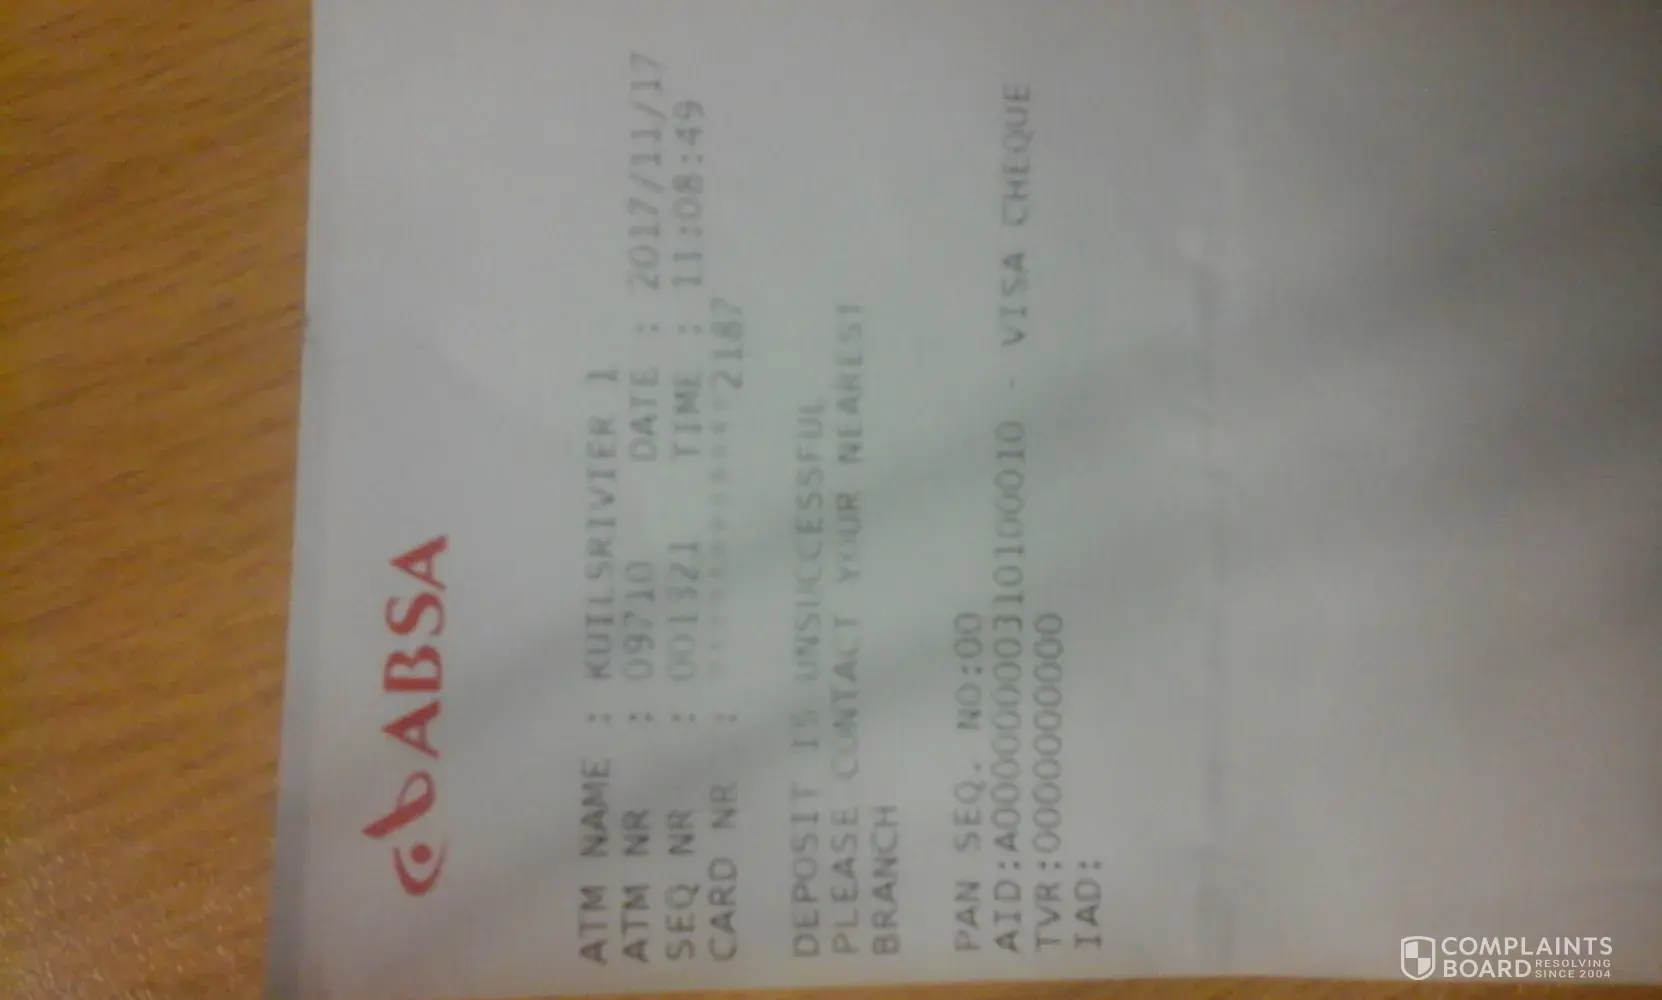 ABSA
ATM NAME : KUILSRIVIER 1
ATM NR : 09710 DATE : 2017/11/17
SEQ NR : 001321 TIME : 11:08:49
CARD NR : ************2187
DEPOSIT IS UNSUCCESSFUL
PLEASE CONTACT YOUR NEAREST
BRANCH
PAN SEQ. NO:00
AID:A0000000031010100010 - VISA CHEQUE
TVR:0000000000
IAD:
COMPLAINTS
BOARD RESOLVING
SINCE 2004